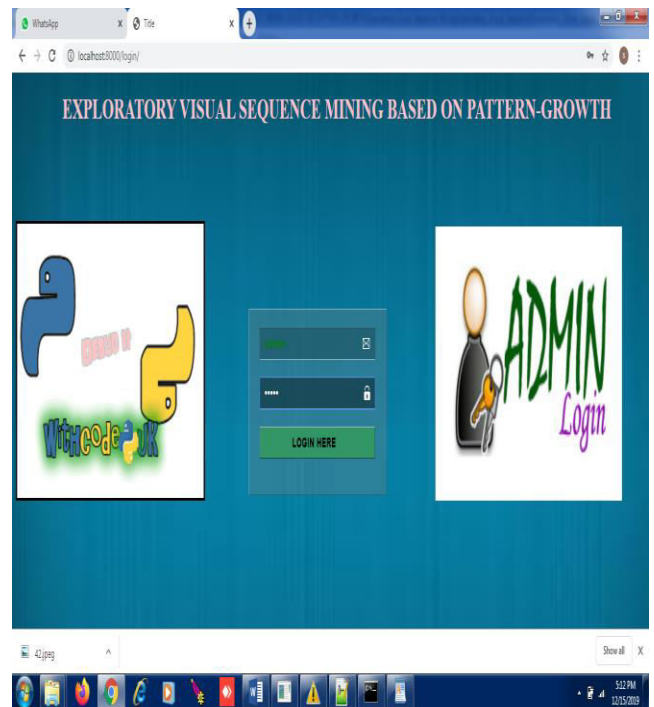 WhatsApp x Title x +
localhost:8000/login/
EXPLORATORY VISUAL SEQUENCE MINING BASED ON PATTERN-GROWTH
WithcodeUK
•••••
LOGIN HERE
ADMIN
Login
42.jpeg
Show all X
5:12 PM
12/15/2019